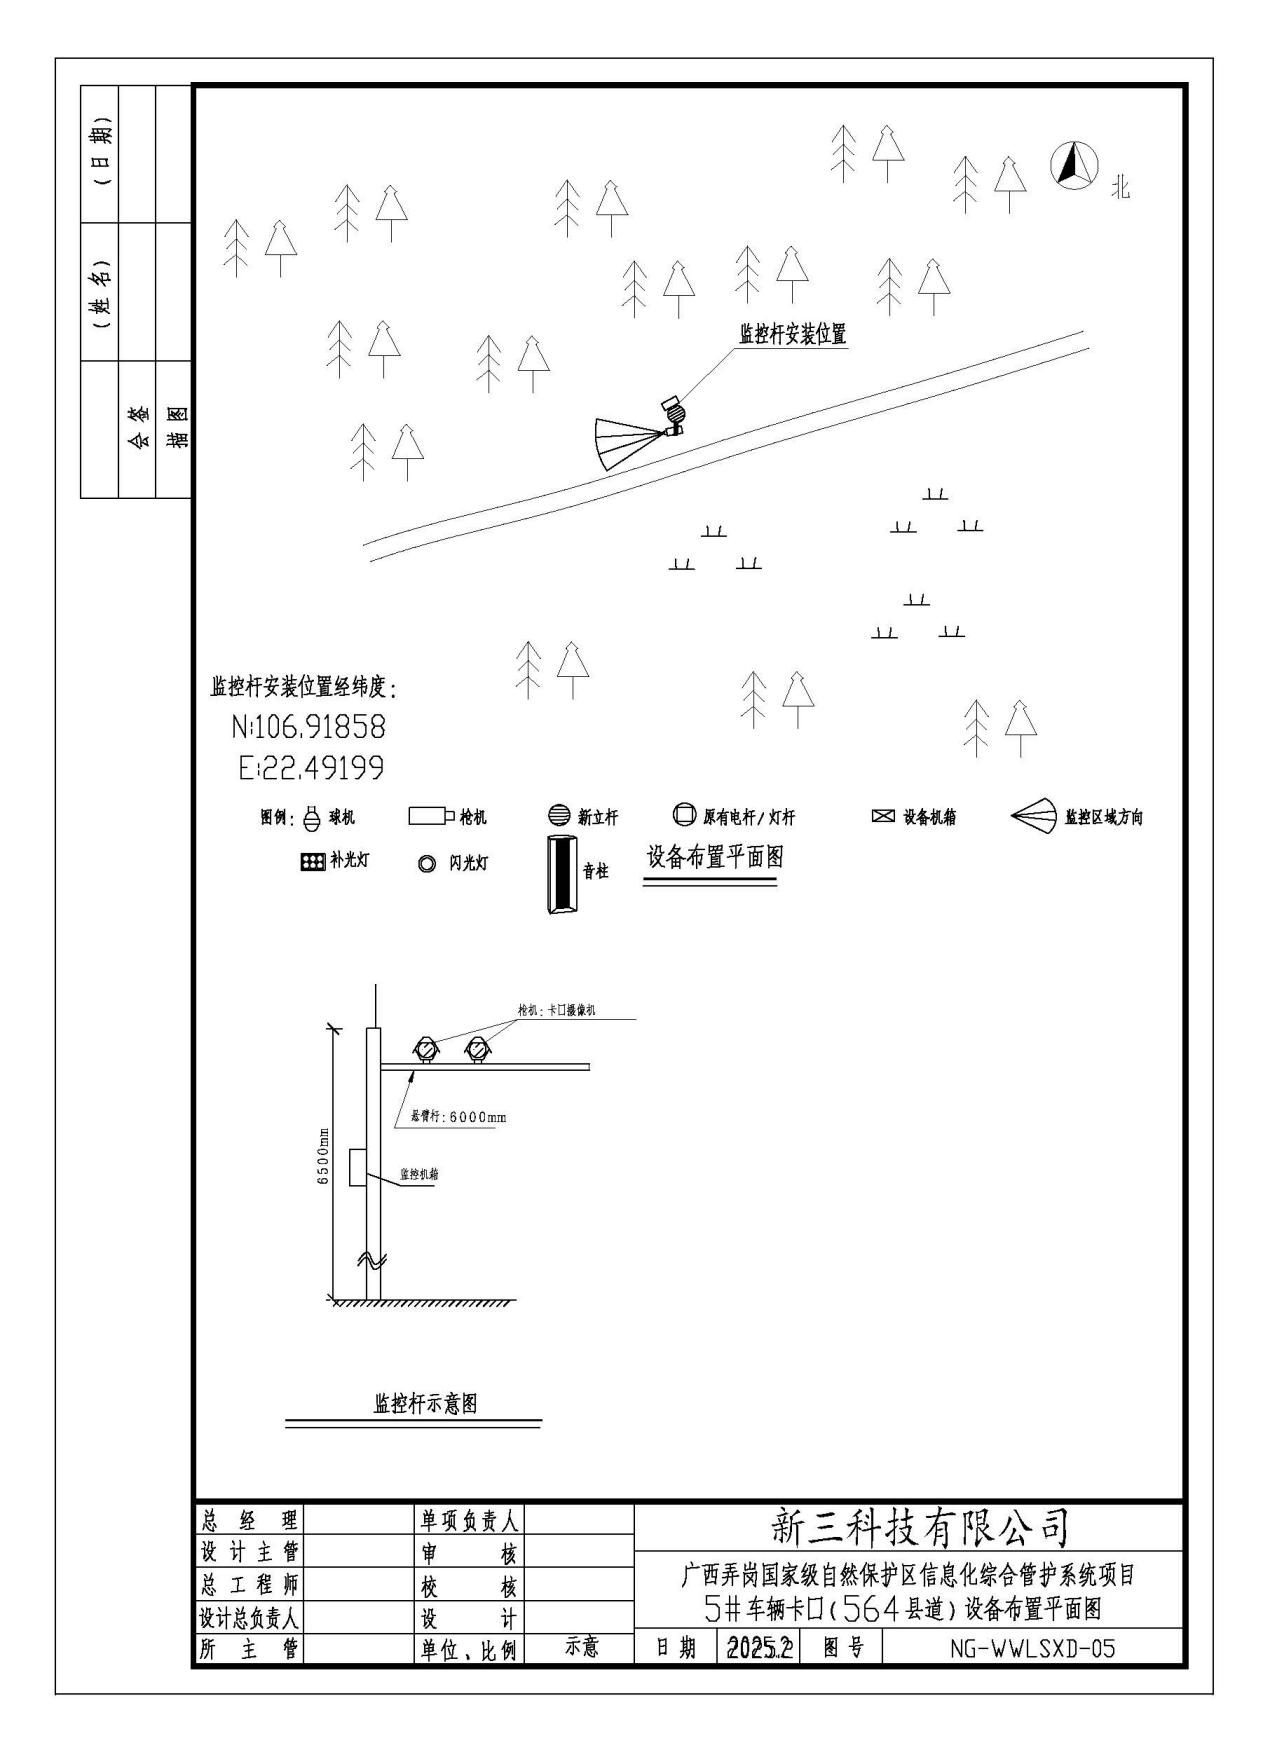 (日 期)
(姓 名)
会 签
描 图
北
监控杆安装位置
监控杆安装位置经纬度:
N:106.91858
E:22.49199
图例: 球机 枪机 新立杆 原有电杆/灯杆 设备机箱 监控区域方向
补光灯 闪光灯 音柱 设备布置平面图
枪机:卡口摄像机
悬臂杆:6000mm
6500mm
监控机箱
监控杆示意图
总 经 理 单项负责人 新三科技有限公司
设 计 主 管 审 核
总 工 程 师 校 核 广西弄岗国家级自然保护区信息化综合管护系统项目
设计总负责人 设 计 5#车辆卡口(564县道)设备布置平面图
所 主 管 单位、比例 示意 日 期 2025.2 图 号 NG-WWLSXD-05